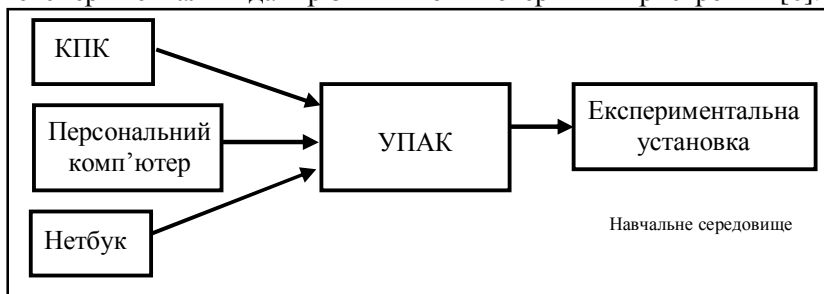 КПК
Персональний
комп’ютер
Нетбук
УПАК
Експериментальна
установка
Навчальне середовище